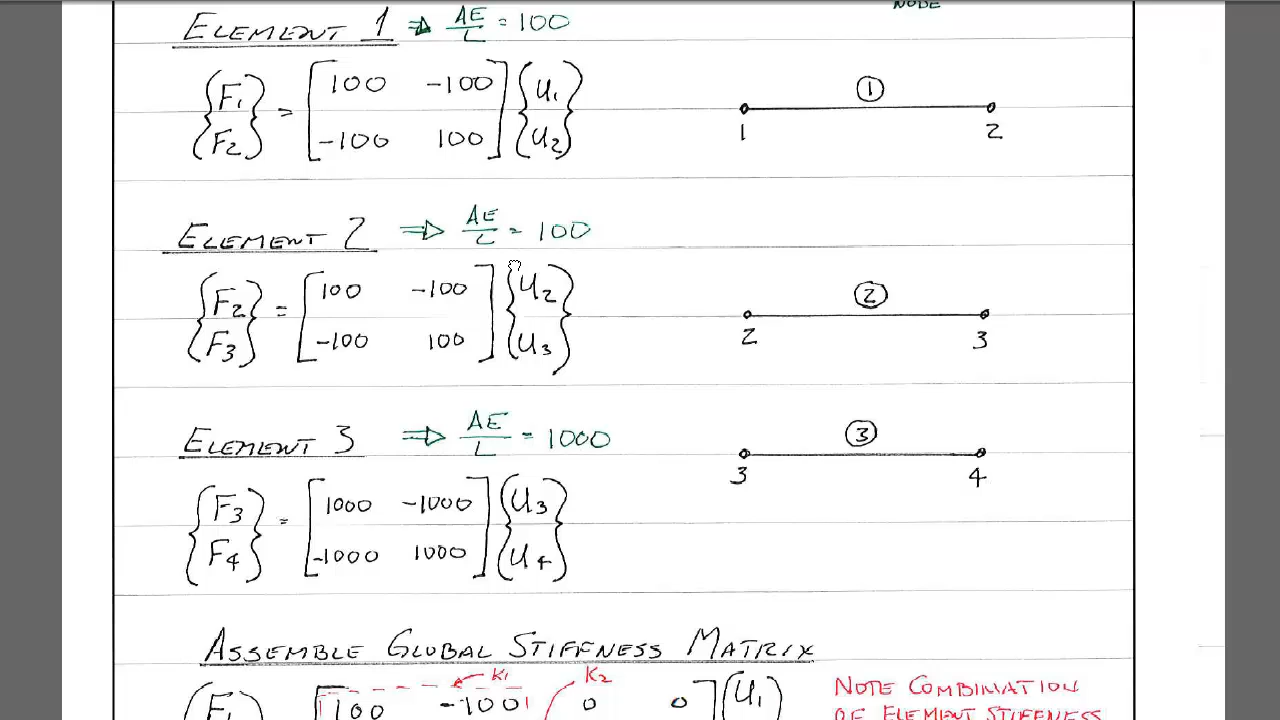 NODE
ELEMENT 1 ⇒ AE/L = 100
{F1 F2} = [100 -100 -100 100] {U1 U2}
①
1 2
ELEMENT 2 ⇒ AE/L = 100
{F2 F3} = [100 -100 -100 100] {U2 U3}
②
2 3
ELEMENT 3 ⇒ AE/L = 1000
{F3 F4} = [1000 -1000 -1000 1000] {U3 U4}
③
3 4
ASSEMBLE GLOBAL STIFFNESS MATRIX
K1 K2
{F1 [100 -100 0 0] {U1
NOTE COMBINATION
OF ELEMENT STIFFNESS